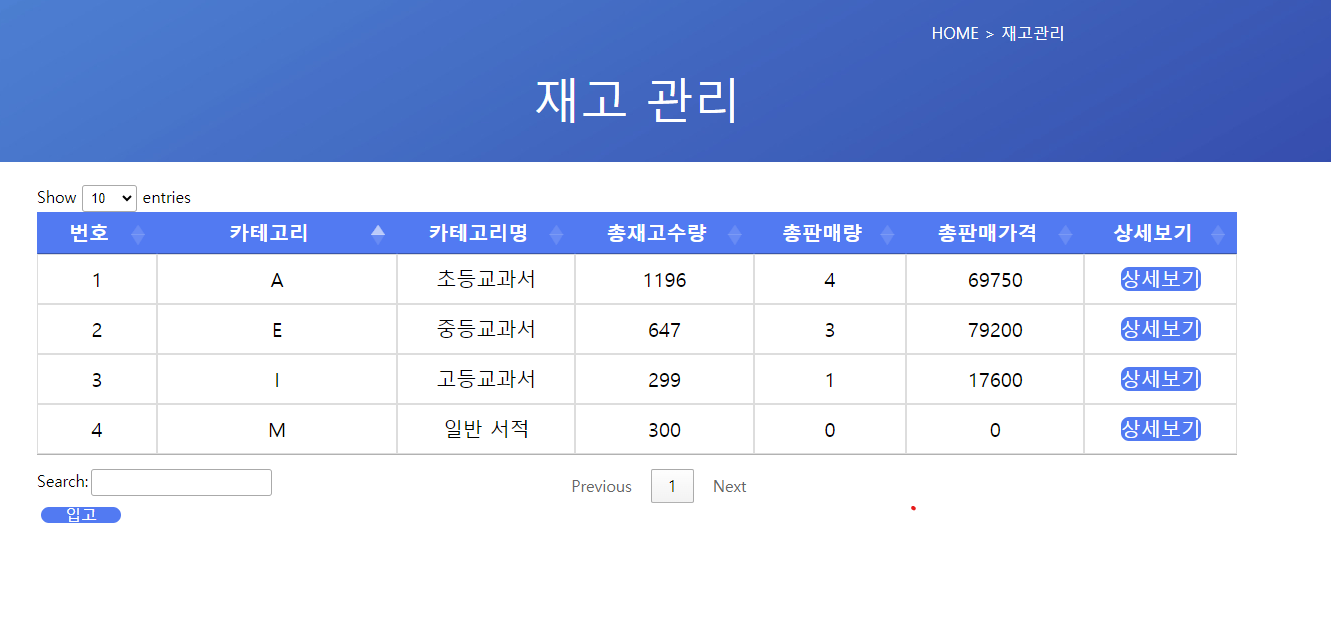 HOME > 재고관리
재고 관리
Show 10 entries
번호 카테고리 카테고리명 총재고수량 총판매량 총판매가격 상세보기
1 A 초등교과서 1196 4 69750 상세보기
2 E 중등교과서 647 3 79200 상세보기
3 I 고등교과서 299 1 17600 상세보기
4 M 일반 서적 300 0 0 상세보기
Search: Previous 1 Next
입고